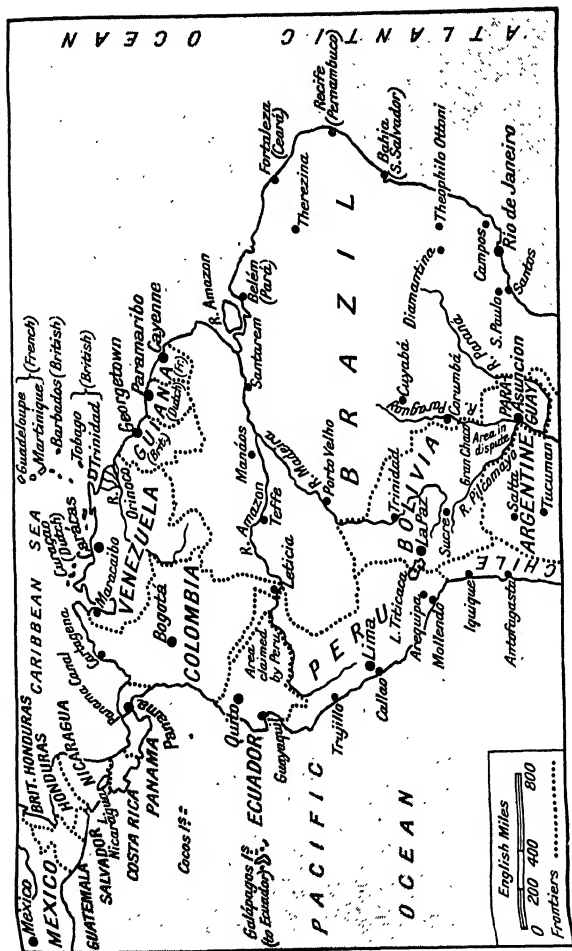 'ATLANTIC OCEAN
CARIBBEAN SEA
PACIFIC
OCEAN
Mexico
MEXICO
BRIT. HONDURAS
HONDURAS
GUATEMALA
SALVADOR
NICARAGUA
L.
Nicaragua
COSTA RICA
PANAMA
Panama Canal
Panama
Cocos Is
Galápagos Is
(to Ecuador)
Guadeloupe
Martinique
(French)
Barbados (British)
Tobago
Trinidad
(British)
Curaçao
(Dutch)
Caracas
Maracaibo
Cartagena
R.
Orinoco
VENEZUELA
Georgetown
Paramaribo
Cayenne
GUIANA
(Brit.)
(Dutch)
(Fr.)
Bogotá
COLOMBIA
Quito
ECUADOR
Guayaquil
Area
claimed
by Peru
Leticia
R. Amazon
Teffe
Manáos
Santarem
R. Amazon
Belém
(Pará)
Fortaleza
(Ceará)
Therezina
Recife
(Pernambuco)
Bahia
(S. Salvador)
BRAZIL
R. Madeira
Porto Velho
PERU
Trujillo
Lima
Callao
L. Titicaca
Arequipa
Mollendo
BOLIVIA
Trinidad
La Paz
Sucre
Cuyabá
Corumbá
R.
Paraguay
Diamantina
Theophilo Ottoni
Campos
Rio de Janeiro
S. Paulo
Santos
R. Parana
Gran Chaco
Area in
dispute
R. Pilcomayo
PARA-
GUAY
Asuncion
Iquique
Antofagasta
CHILE
Salta
Tucuman
ARGENTINE
English Miles
0 200 400 800
Frontiers